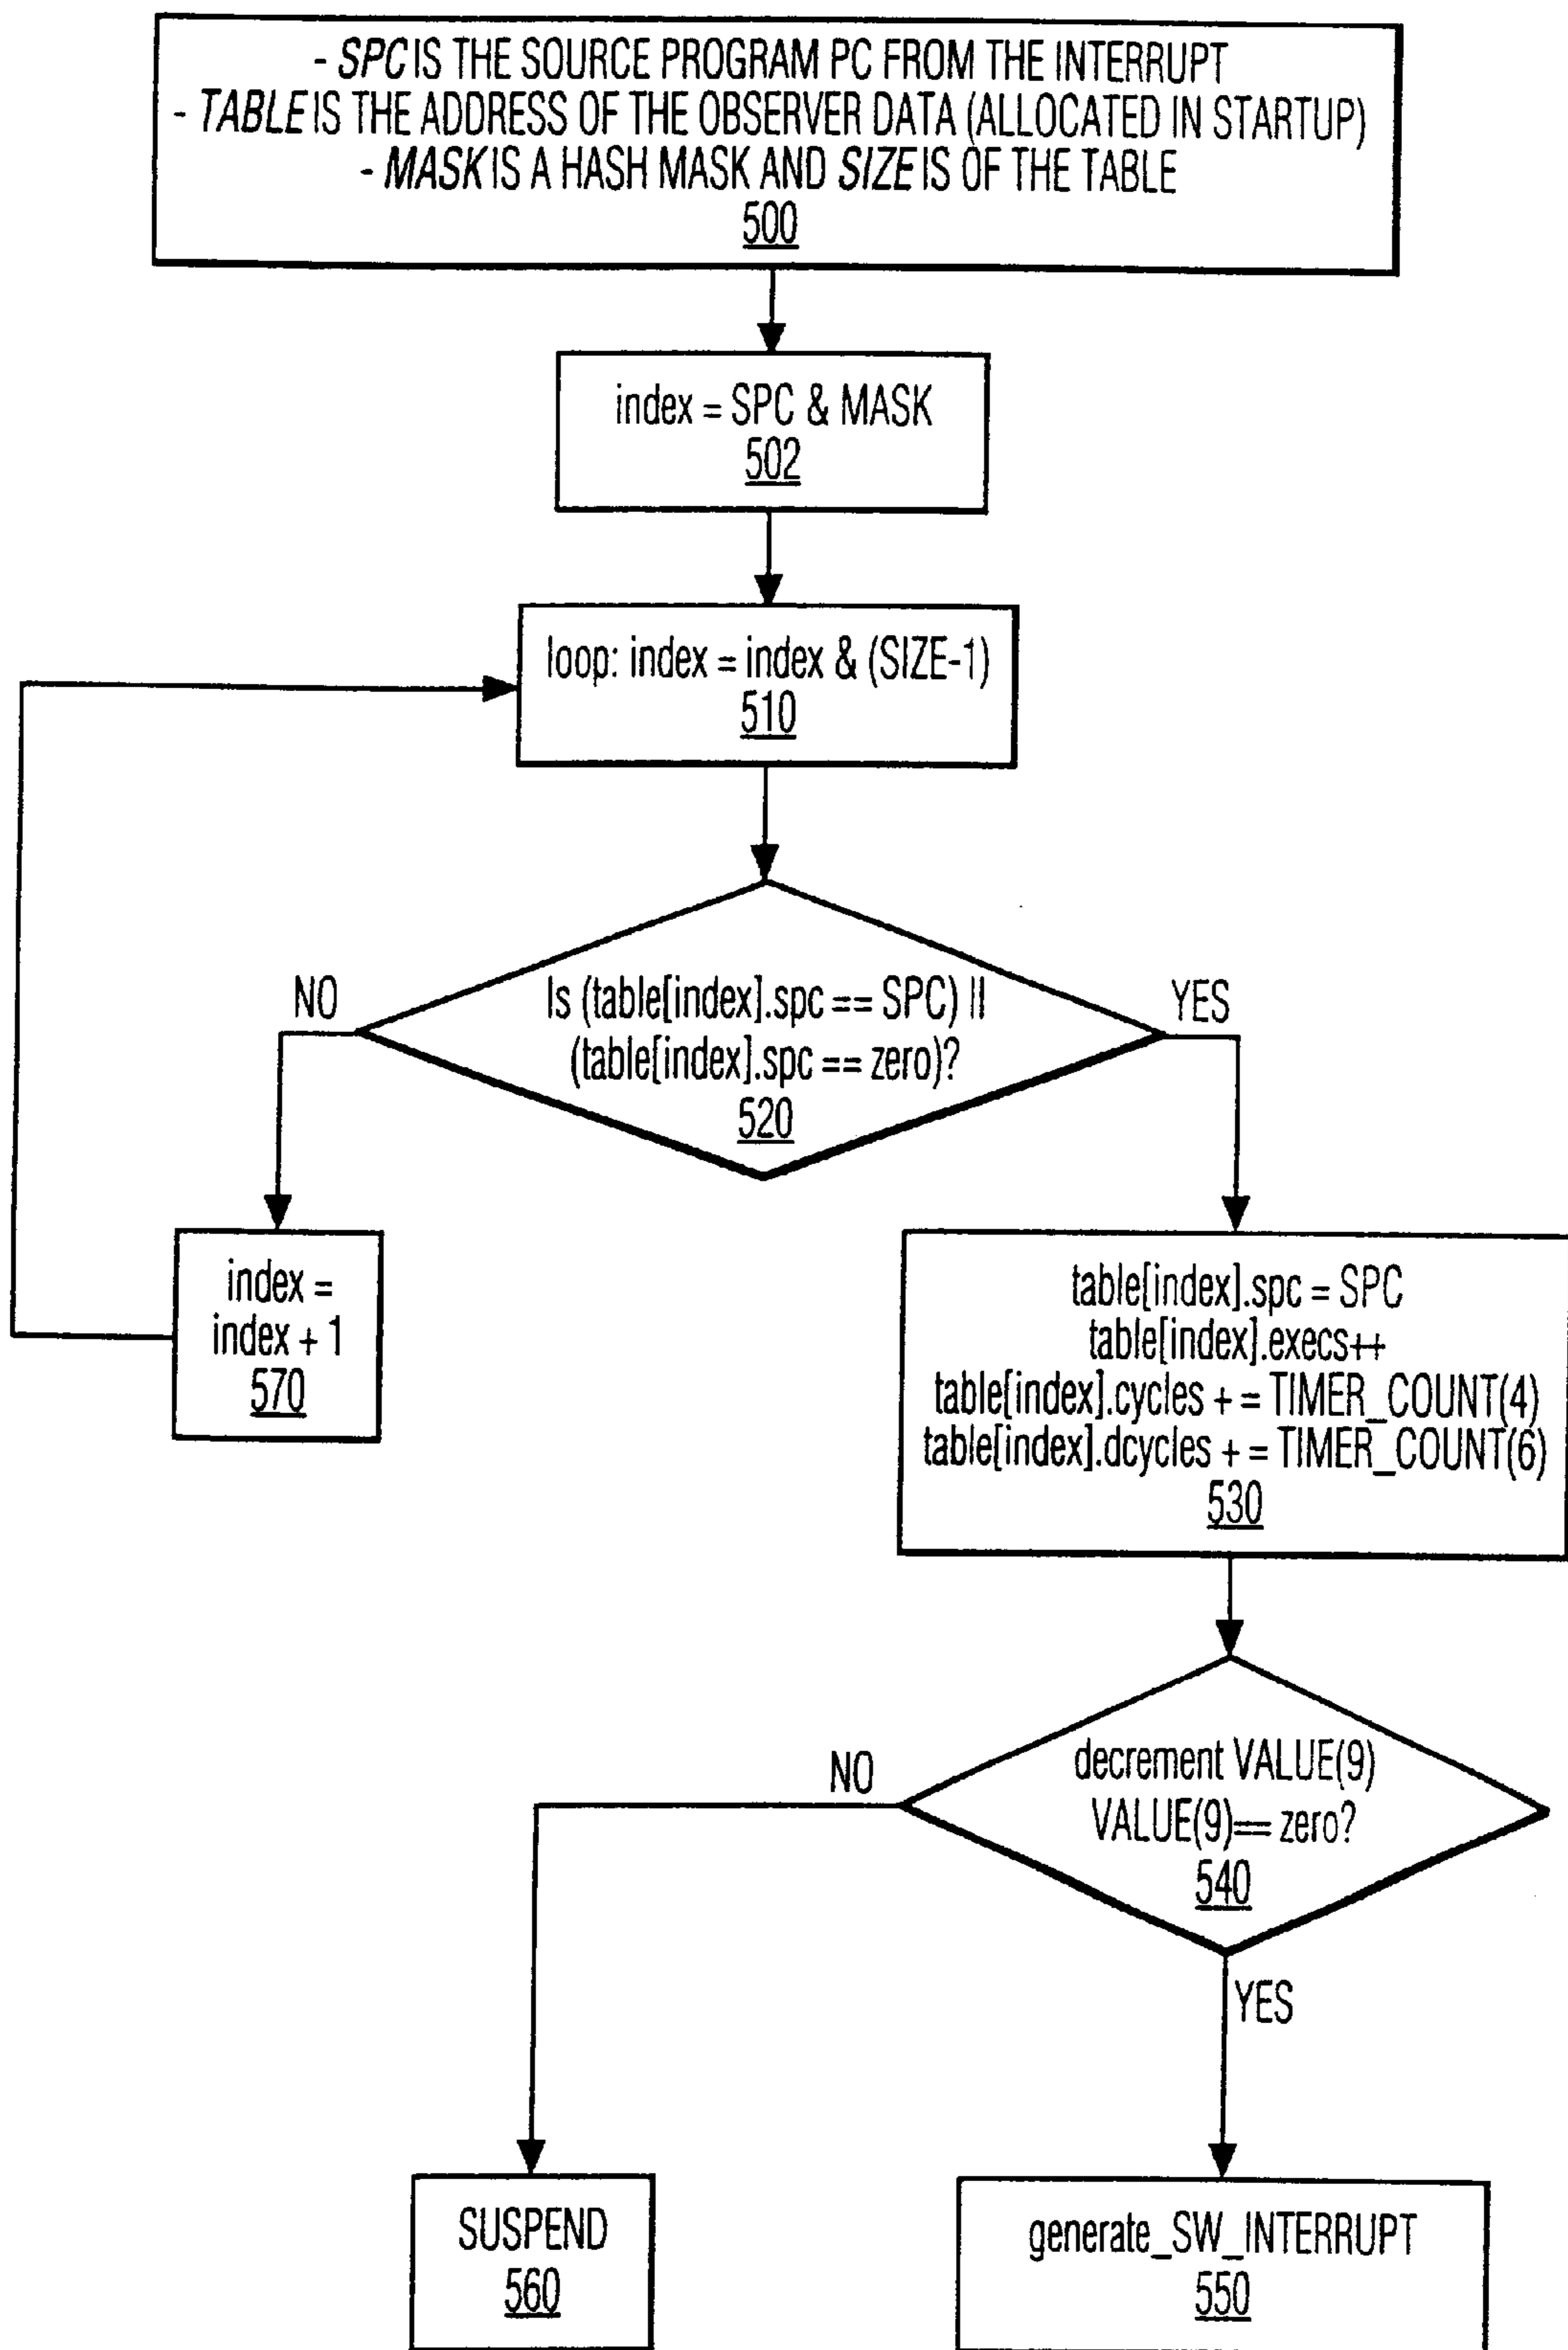 - SPC IS THE SOURCE PROGRAM PC FROM THE INTERRUPT
- TABLE IS THE ADDRESS OF THE OBSERVER DATA (ALLOCATED IN STARTUP)
- MASK IS A HASH MASK AND SIZE IS OF THE TABLE
500
index = SPC & MASK
502
loop: index = index & (SIZE-1)
510
NO
Is (table[index].spc == SPC) ||
(table[index].spc == zero)?
520
YES
index =
index + 1
570
table[index].spc = SPC
table[index].execs++
table[index].cycles + = TIMER_COUNT(4)
table[index].dcycles + = TIMER_COUNT(6)
530
NO
decrement VALUE(9)
VALUE(9)== zero?
540
YES
SUSPEND
560
generate_SW_INTERRUPT
550